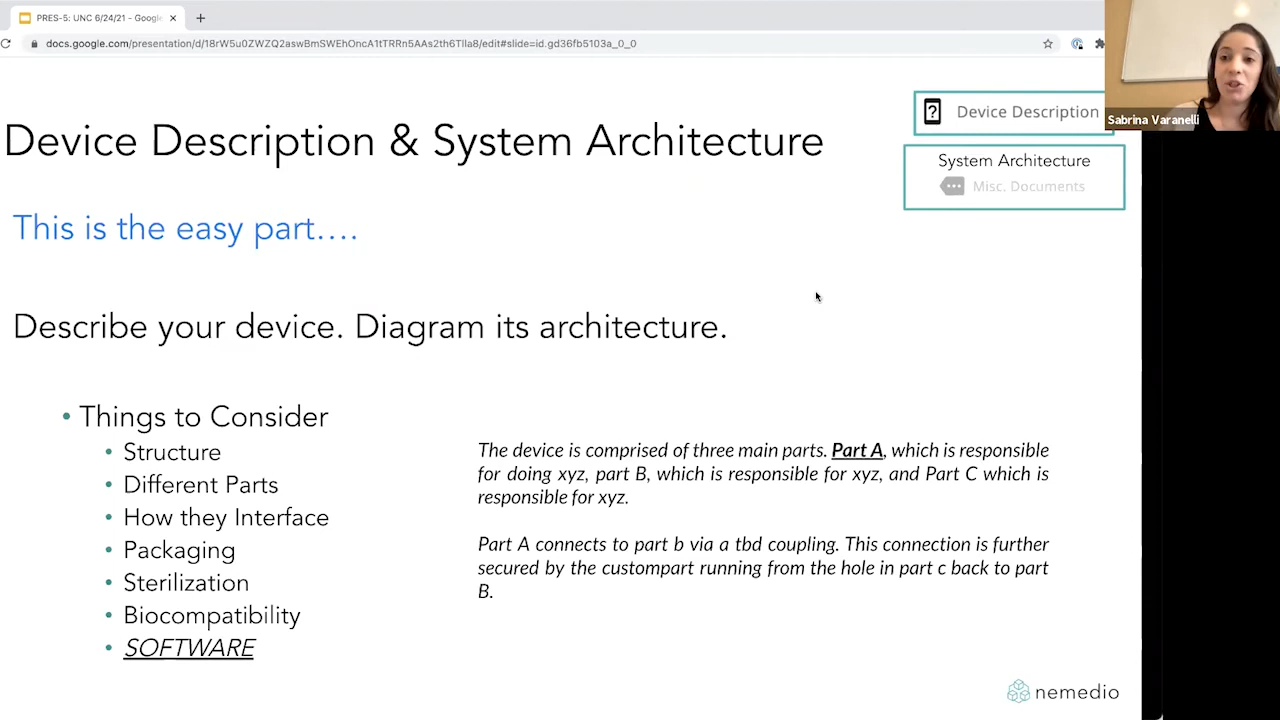 PRES-5: UNC 6/24/21 - Google
docs.google.com/presentation/d/18rW5u0ZWZQ2aswBmSWEhOncA1tTRRn5AAs2th6TIla8/edit#slide=id.gd36fb5103a_0_0
Sabrina Varanelli
Device Description
System Architecture
Misc. Documents
Device Description & System Architecture
This is the easy part....
Describe your device. Diagram its architecture.
• Things to Consider
• Structure
• Different Parts
• How they Interface
• Packaging
• Sterilization
• Biocompatibility
• SOFTWARE
The device is comprised of three main parts. Part A, which is responsible
for doing xyz, part B, which is responsible for xyz, and Part C which is
responsible for xyz.
Part A connects to part b via a tbd coupling. This connection is further
secured by the custompart running from the hole in part c back to part
B.
nemedio